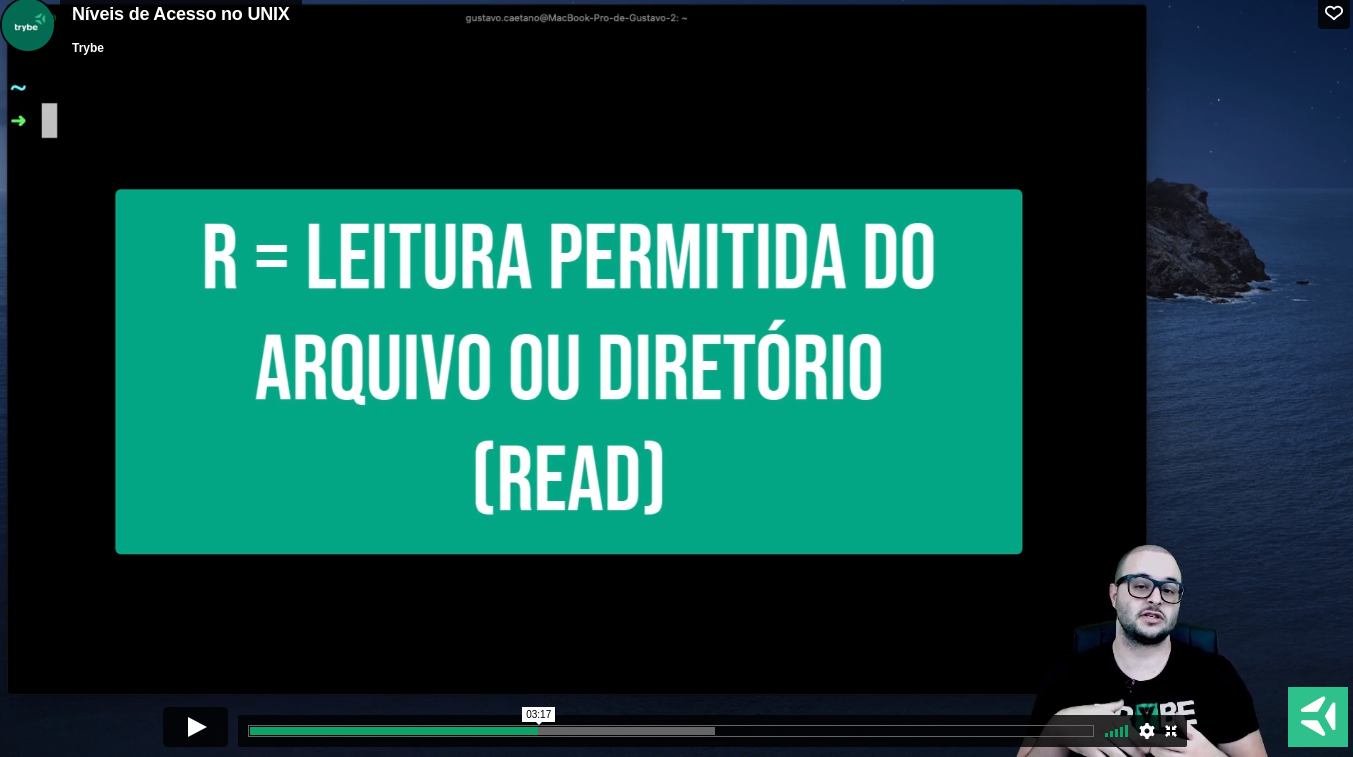 trybe
Níveis de Acesso no UNIX
Trybe
gustavo.caetano@MacBook-Pro-de-Gustavo-2: ~
~
➜
R = LEITURA PERMITIDA DO
ARQUIVO OU DIRETÓRIO
(READ)
03:17